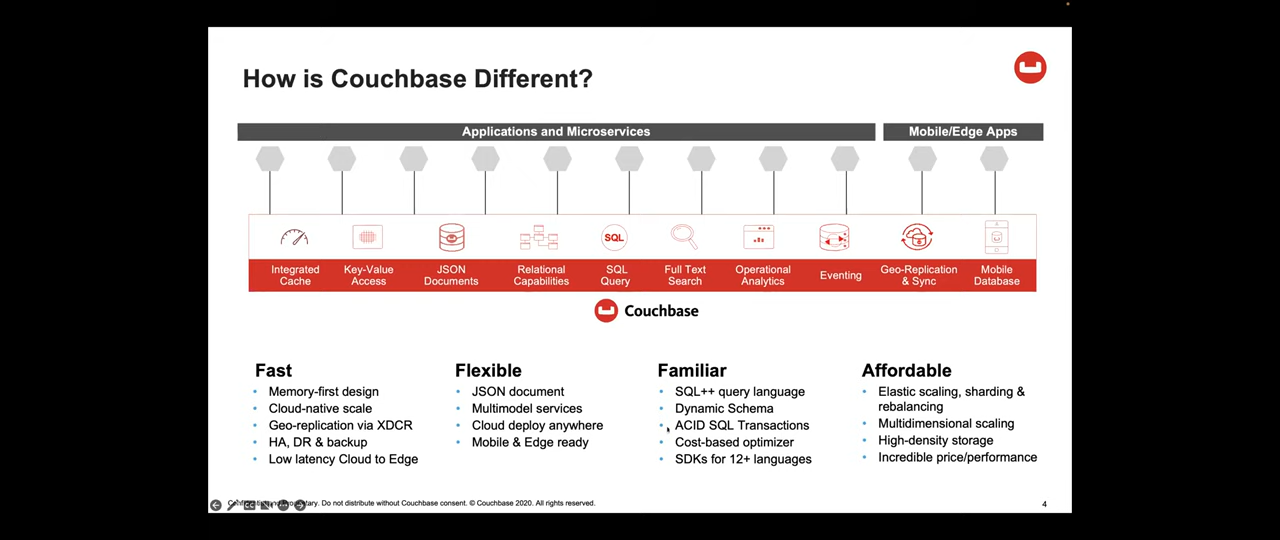 How is Couchbase Different?
Applications and Microservices
Mobile/Edge Apps
SQL
Integrated
Cache
Key-Value
Access
JSON
Documents
Relational
Capabilities
SQL
Query
Full Text
Search
Operational
Analytics
Eventing
Geo-Replication
& Sync
Mobile
Database
Couchbase
Fast
• Memory-first design
• Cloud-native scale
• Geo-replication via XDCR
• HA, DR & backup
• Low latency Cloud to Edge
Flexible
• JSON document
• Multimodel services
• Cloud deploy anywhere
• Mobile & Edge ready
Familiar
• SQL++ query language
• Dynamic Schema
• ACID SQL Transactions
• Cost-based optimizer
• SDKs for 12+ languages
Affordable
• Elastic scaling, sharding &
rebalancing
• Multidimensional scaling
• High-density storage
• Incredible price/performance
Do not distribute without Couchbase consent. © Couchbase 2020. All rights reserved.
4